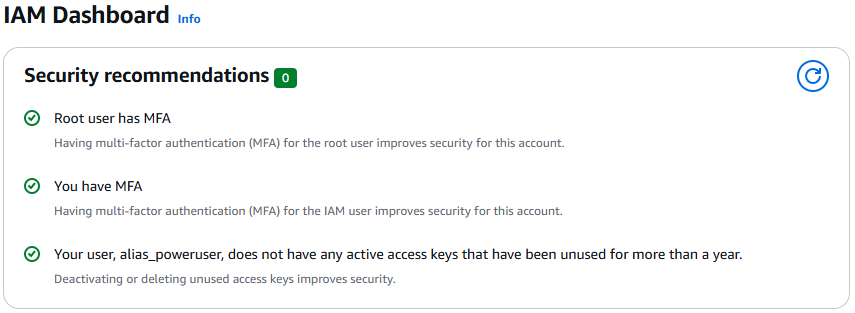 IAM Dashboard Info
Security recommendations 0
Root user has MFA
Having multi-factor authentication (MFA) for the root user improves security for this account.
You have MFA
Having multi-factor authentication (MFA) for the IAM user improves security for this account.
Your user, alias_poweruser, does not have any active access keys that have been unused for more than a year.
Deactivating or deleting unused access keys improves security.